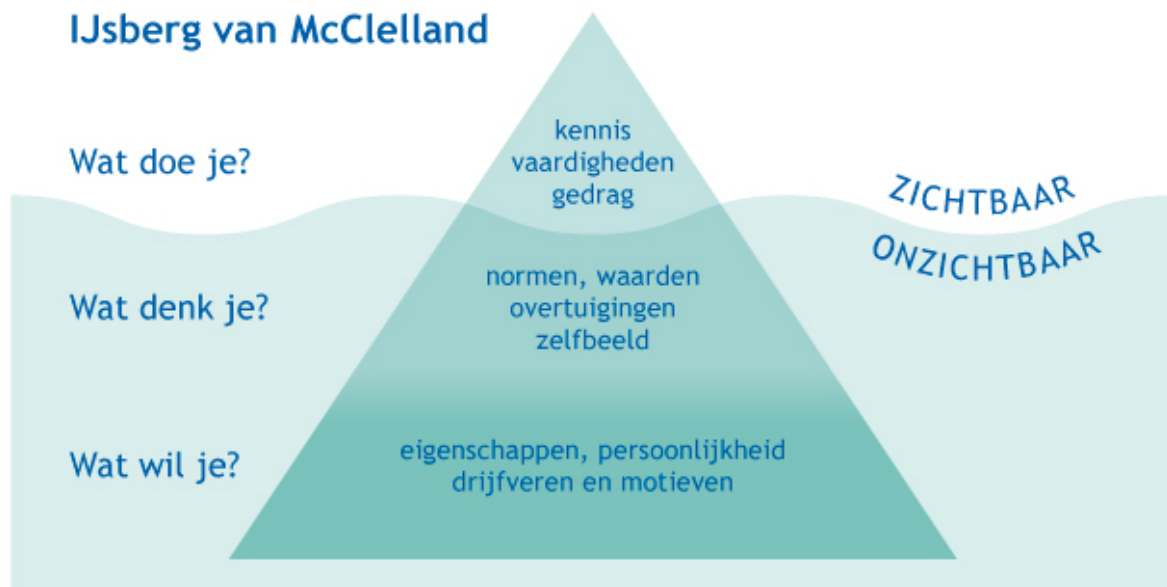 IJsberg van McClelland
Wat doe je?
kennis
vaardigheden
gedrag
ZICHTBAAR
ONZICHTBAAR
Wat denk je?
normen, waarden
overtuigingen
zelfbeeld
Wat wil je?
eigenschappen, persoonlijkheid
drijfveren en motieven